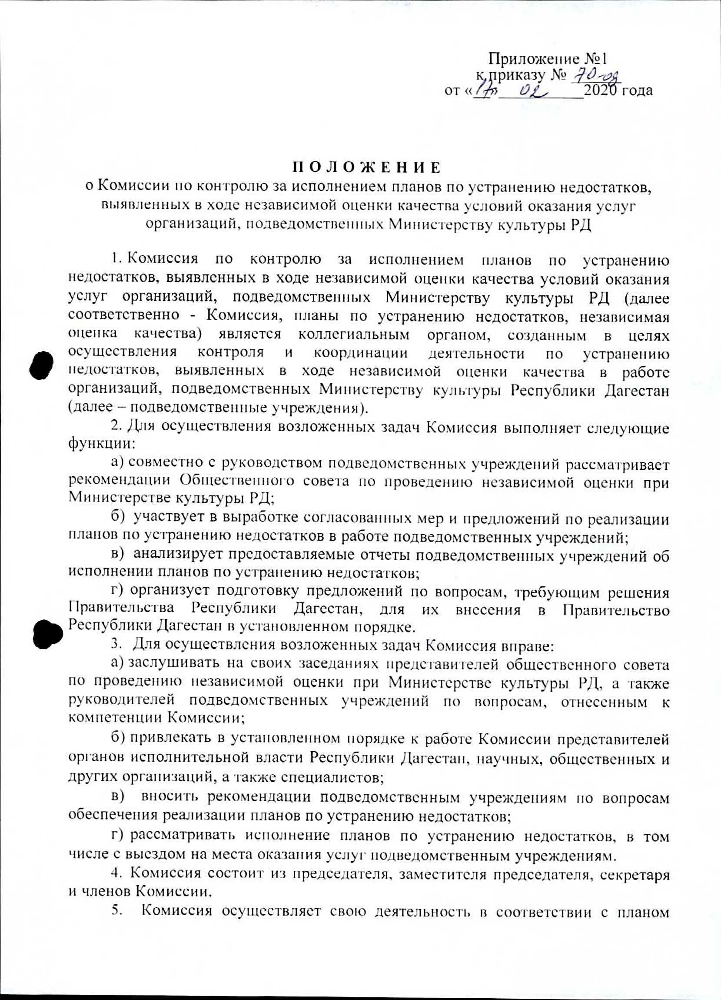 Приложение №1
к приказу № 70-од
от «17» 02 2020 года
ПОЛОЖЕНИЕ
о Комиссии по контролю за исполнением планов по устранению недостатков,
выявленных в ходе независимой оценки качества условий оказания услуг
организаций, подведомственных Министерству культуры РД
1. Комиссия по контролю за исполнением планов по устранению
недостатков, выявленных в ходе независимой оценки качества условий оказания
услуг организаций, подведомственных Министерству культуры РД (далее
соответственно - Комиссия, планы по устранению недостатков, независимая
оценка качества) является коллегиальным органом, созданным в целях
осуществления контроля и координации деятельности по устранению
недостатков, выявленных в ходе независимой оценки качества в работе
организаций, подведомственных Министерству культуры Республики Дагестан
(далее – подведомственные учреждения).
2. Для осуществления возложенных задач Комиссия выполняет следующие
функции:
а) совместно с руководством подведомственных учреждений рассматривает
рекомендации Общественного совета по проведению независимой оценки при
Министерстве культуры РД;
б) участвует в выработке согласованных мер и предложений по реализации
планов по устранению недостатков в работе подведомственных учреждений;
в) анализирует предоставляемые отчеты подведомственных учреждений об
исполнении планов по устранению недостатков;
г) организует подготовку предложений по вопросам, требующим решения
Правительства Республики Дагестан, для их внесения в Правительство
Республики Дагестан в установленном порядке.
3. Для осуществления возложенных задач Комиссия вправе:
а) заслушивать на своих заседаниях представителей общественного совета
по проведению независимой оценки при Министерстве культуры РД, а также
руководителей подведомственных учреждений по вопросам, отнесенным к
компетенции Комиссии;
б) привлекать в установленном порядке к работе Комиссии представителей
органов исполнительной власти Республики Дагестан, научных, общественных и
других организаций, а также специалистов;
в) вносить рекомендации подведомственным учреждениям по вопросам
обеспечения реализации планов по устранению недостатков;
г) рассматривать исполнение планов по устранению недостатков, в том
числе с выездом на места оказания услуг подведомственным учреждениям.
4. Комиссия состоит из председателя, заместителя председателя, секретаря
и членов Комиссии.
5. Комиссия осуществляет свою деятельность в соответствии с планом